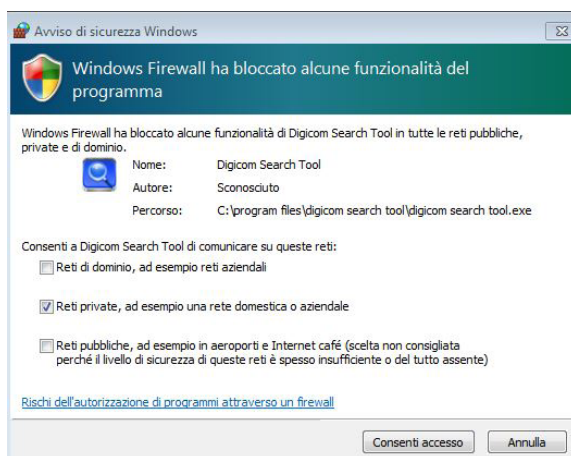 Avviso di sicurezza Windows
Windows Firewall ha bloccato alcune funzionalità del
programma
Windows Firewall ha bloccato alcune funzionalità di Digicom Search Tool in tutte le reti pubbliche,
private e di dominio.
Nome: Digicom Search Tool
Autore: Sconosciuto
Percorso: C:\program files\digicom search tool\digicom search tool.exe
Consenti a Digicom Search Tool di comunicare su queste reti:
Reti di dominio, ad esempio reti aziendali
Reti private, ad esempio una rete domestica o aziendale
Reti pubbliche, ad esempio in aeroporti e Internet café (scelta non consigliata
perché il livello di sicurezza di queste reti è spesso insufficiente o del tutto assente)
Rischi dell'autorizzazione di programmi attraverso un firewall
Consenti accesso Annulla